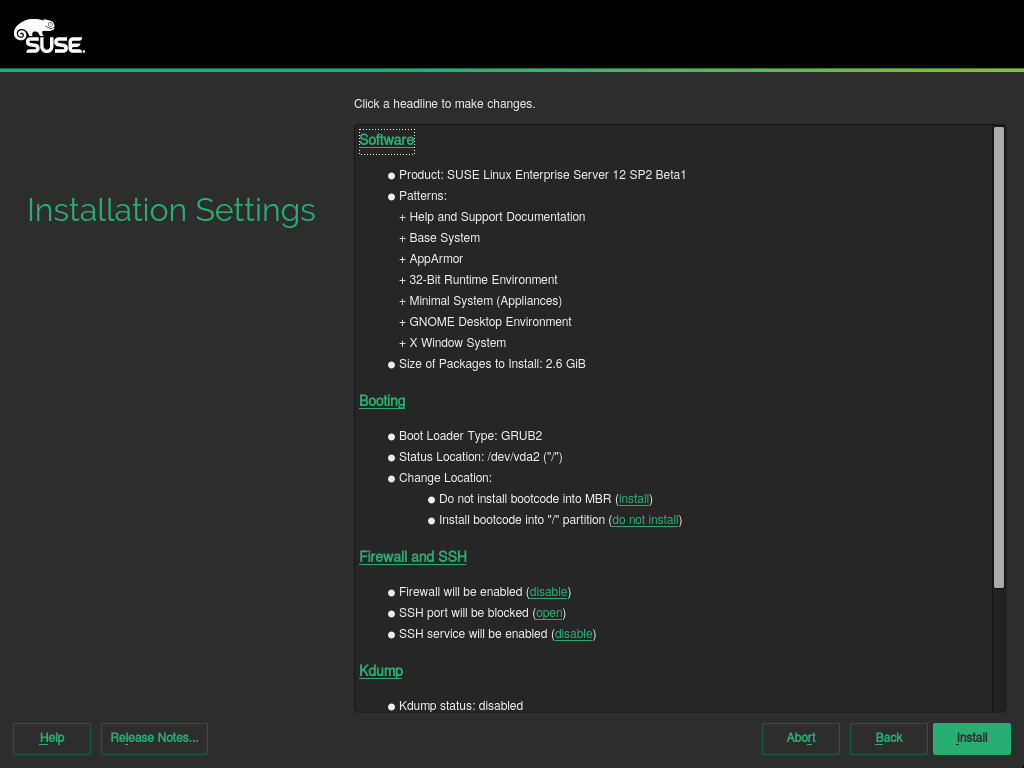 SUSE.
Click a headline to make changes.
Installation Settings
Software
● Product: SUSE Linux Enterprise Server 12 SP2 Beta1
● Patterns:
+ Help and Support Documentation
+ Base System
+ AppArmor
+ 32-Bit Runtime Environment
+ Minimal System (Appliances)
+ GNOME Desktop Environment
+ X Window System
● Size of Packages to Install: 2.6 GiB
Booting
● Boot Loader Type: GRUB2
● Status Location: /dev/vda2 ("/")
● Change Location:
● Do not install bootcode into MBR (install)
● Install bootcode into "/" partition (do not install)
Firewall and SSH
● Firewall will be enabled (disable)
● SSH port will be blocked (open)
● SSH service will be enabled (disable)
Kdump
● Kdump status: disabled
Help Release Notes... Abort Back Install